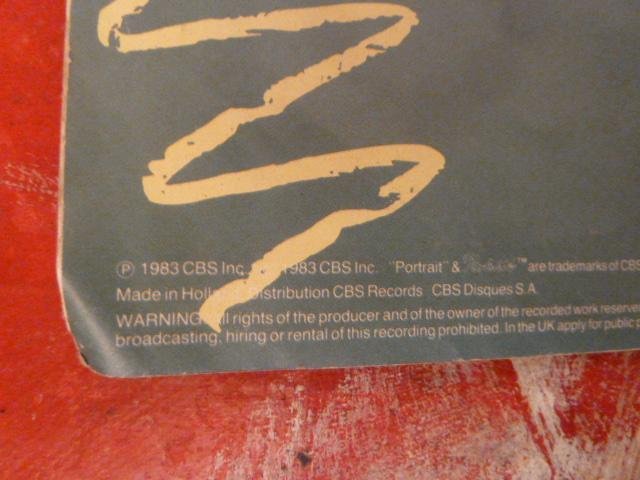 ℗ 1983 CBS Inc. 1983 CBS Inc. "Portrait" & ™ are trademarks of CBS
Made in Distribution CBS Records CBS Disques S.A.
WARNING rights of the producer and of the owner of the recorded work reserved
broadcasting, hiring or rental of this recording prohibited. In the UK apply for public